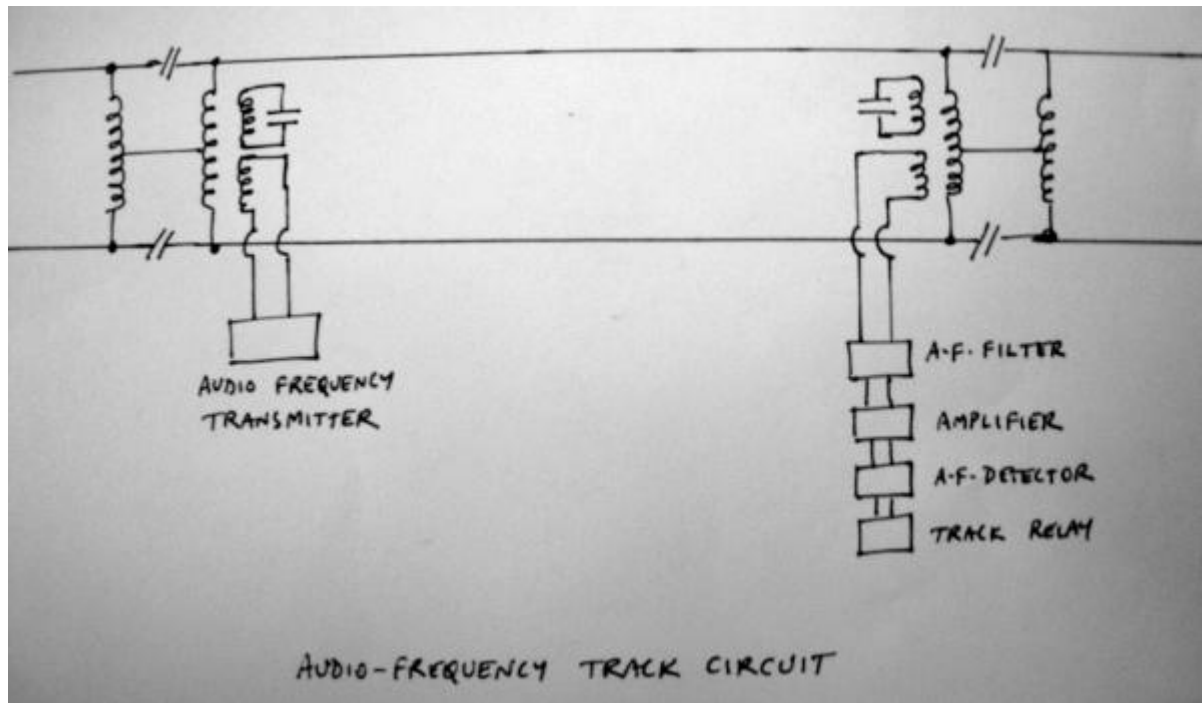 AUDIO FREQUENCY
TRANSMITTER
A.F. FILTER
AMPLIFIER
A.F. DETECTOR
TRACK RELAY
AUDIO-FREQUENCY TRACK CIRCUIT